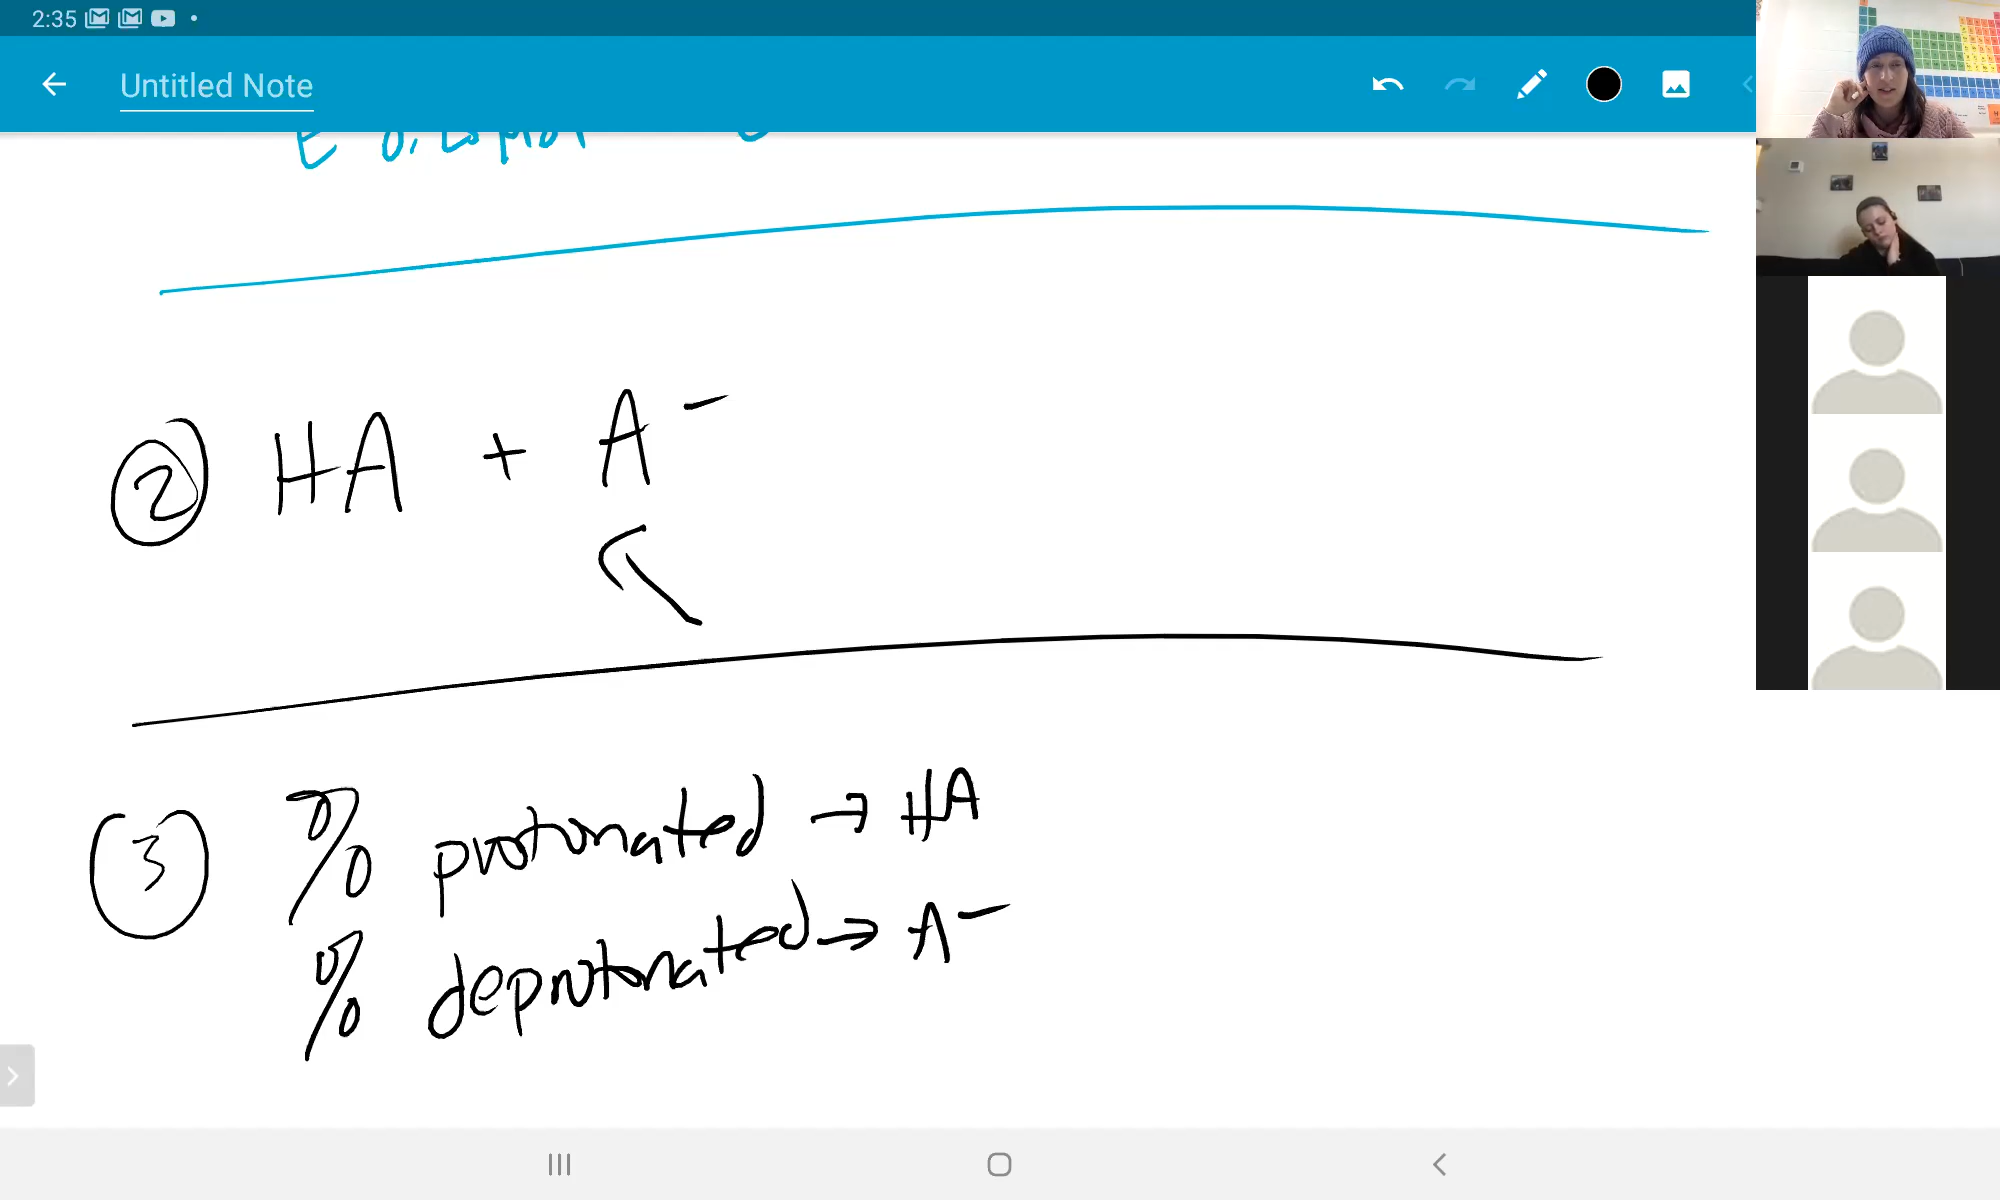 2:35
Untitled Note
② HA + A⁻
③ % protonated → HA
% deprotonated → A⁻